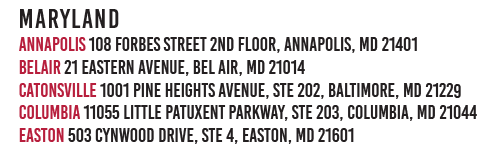 MARYLAND
ANNAPOLIS 108 FORBES STREET 2ND FLOOR, ANNAPOLIS, MD 21401
BELAIR 21 EASTERN AVENUE, BEL AIR, MD 21014
CATONSVILLE 1001 PINE HEIGHTS AVENUE, STE 202, BALTIMORE, MD 21229
COLUMBIA 11055 LITTLE PATUXENT PARKWAY, STE 203, COLUMBIA, MD 21044
EASTON 503 CYNWOOD DRIVE, STE 4, EASTON, MD 21601